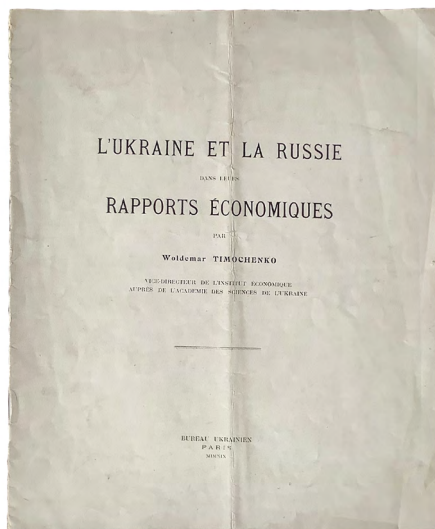 L'UKRAINE ET LA RUSSIE
DANS LEURS
RAPPORTS ÉCONOMIQUES
PAR
Woldemar TIMOCHENKO
VICE-DIRECTEUR DE L'INSTITUT ÉCONOMIQUE
AUPRÈS DE L'ACADÉMIE DES SCIENCES DE L'UKRAINE
BUREAU UKRAINIEN
PARIS